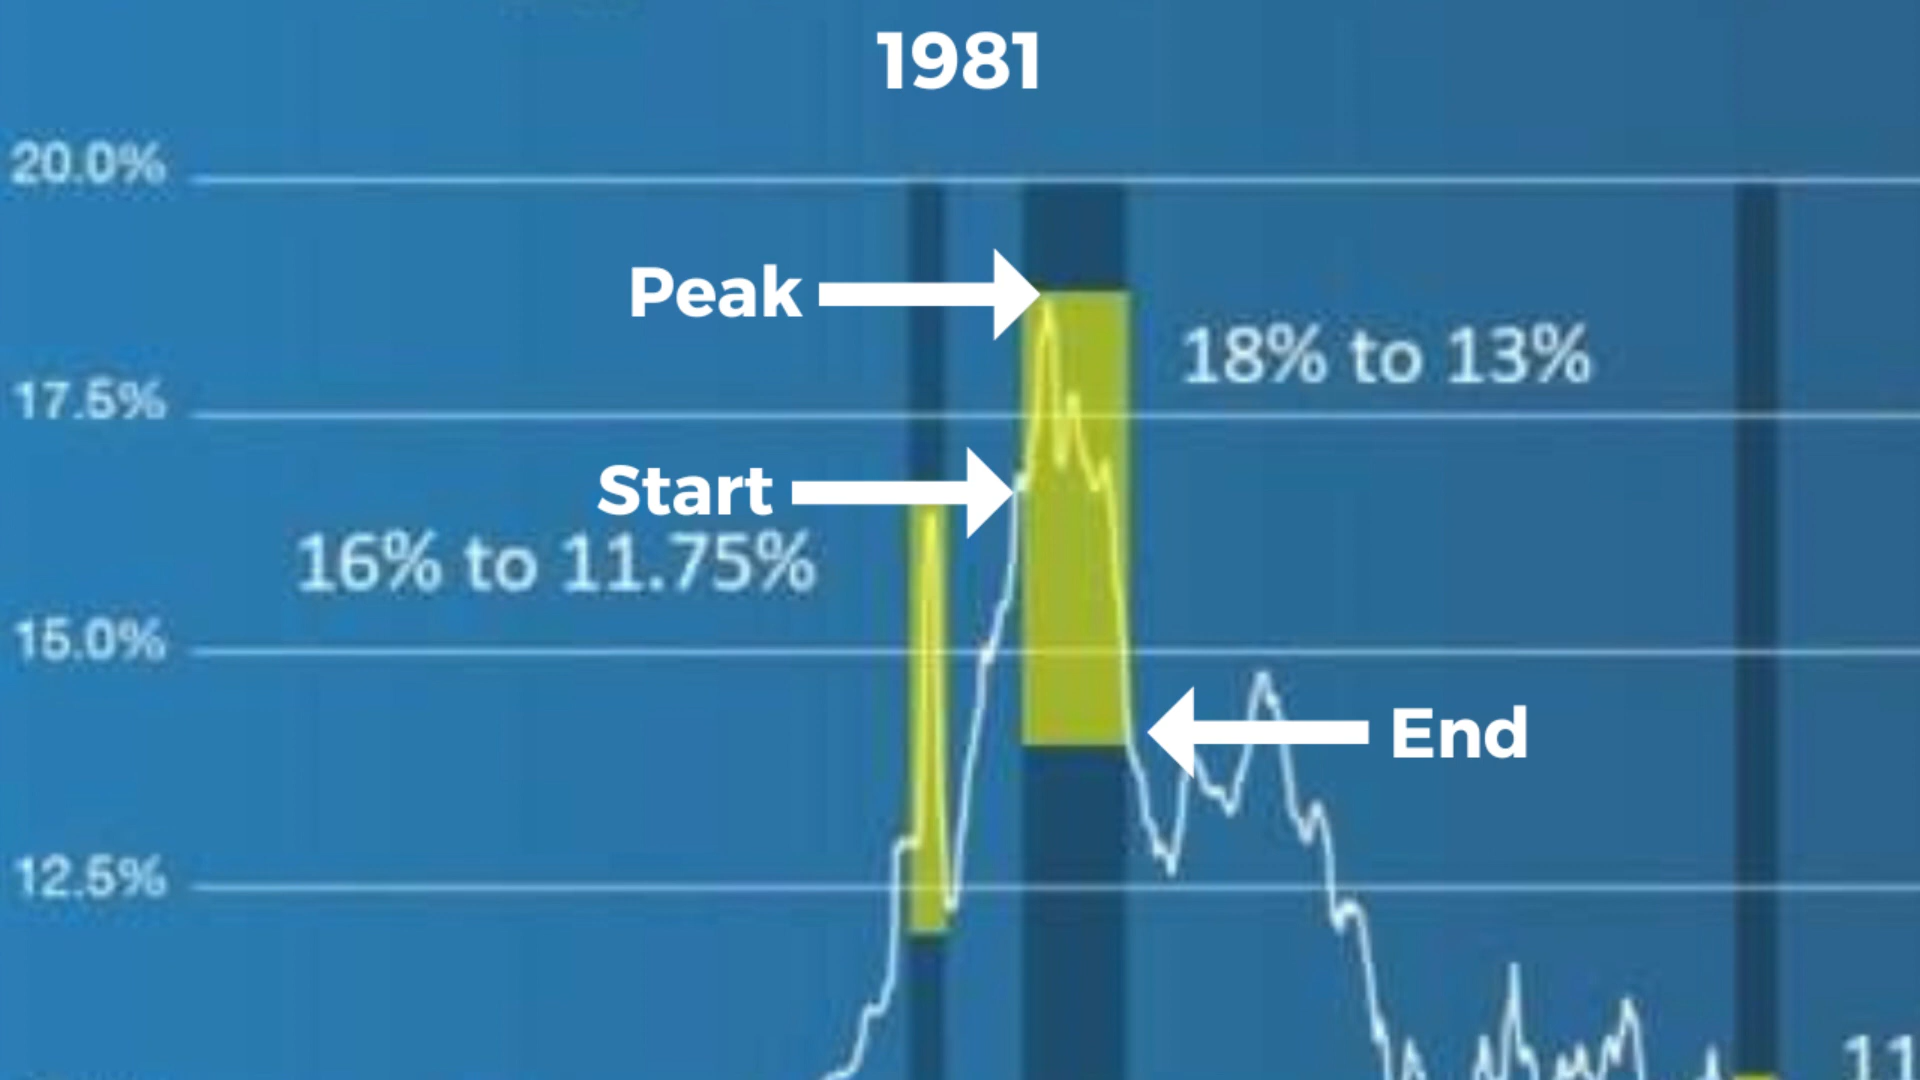 1981
20.0%
Peak
18% to 13%
17.5%
Start
16% to 11.75%
15.0%
End
12.5%
11